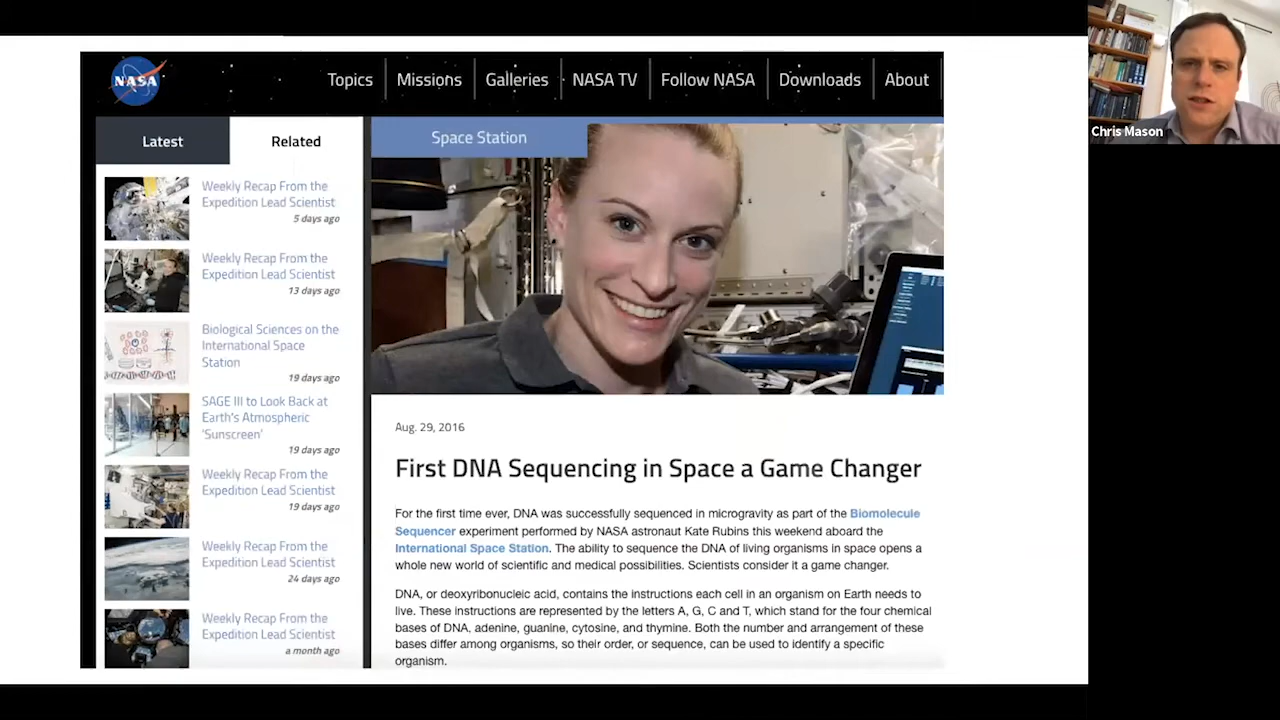 NASA
Topics
Missions
Galleries
NASA TV
Follow NASA
Downloads
About
Latest
Related
Weekly Recap From the
Expedition Lead Scientist
5 days ago
Weekly Recap From the
Expedition Lead Scientist
13 days ago
Biological Sciences on the
International Space
Station
19 days ago
SAGE III to Look Back at
Earth's Atmospheric
'Sunscreen'
19 days ago
Weekly Recap From the
Expedition Lead Scientist
19 days ago
Weekly Recap From the
Expedition Lead Scientist
24 days ago
Weekly Recap From the
Expedition Lead Scientist
a month ago
Space Station
Aug. 29, 2016
First DNA Sequencing in Space a Game Changer
For the first time ever, DNA was successfully sequenced in microgravity as part of the Biomolecule
Sequencer experiment performed by NASA astronaut Kate Rubins this weekend aboard the
International Space Station. The ability to sequence the DNA of living organisms in space opens a
whole new world of scientific and medical possibilities. Scientists consider it a game changer.
DNA, or deoxyribonucleic acid, contains the instructions each cell in an organism on Earth needs to
live. These instructions are represented by the letters A, G, C and T, which stand for the four chemical
bases of DNA, adenine, guanine, cytosine, and thymine. Both the number and arrangement of these
bases differ among organisms, so their order, or sequence, can be used to identify a specific
organism.
Chris Mason